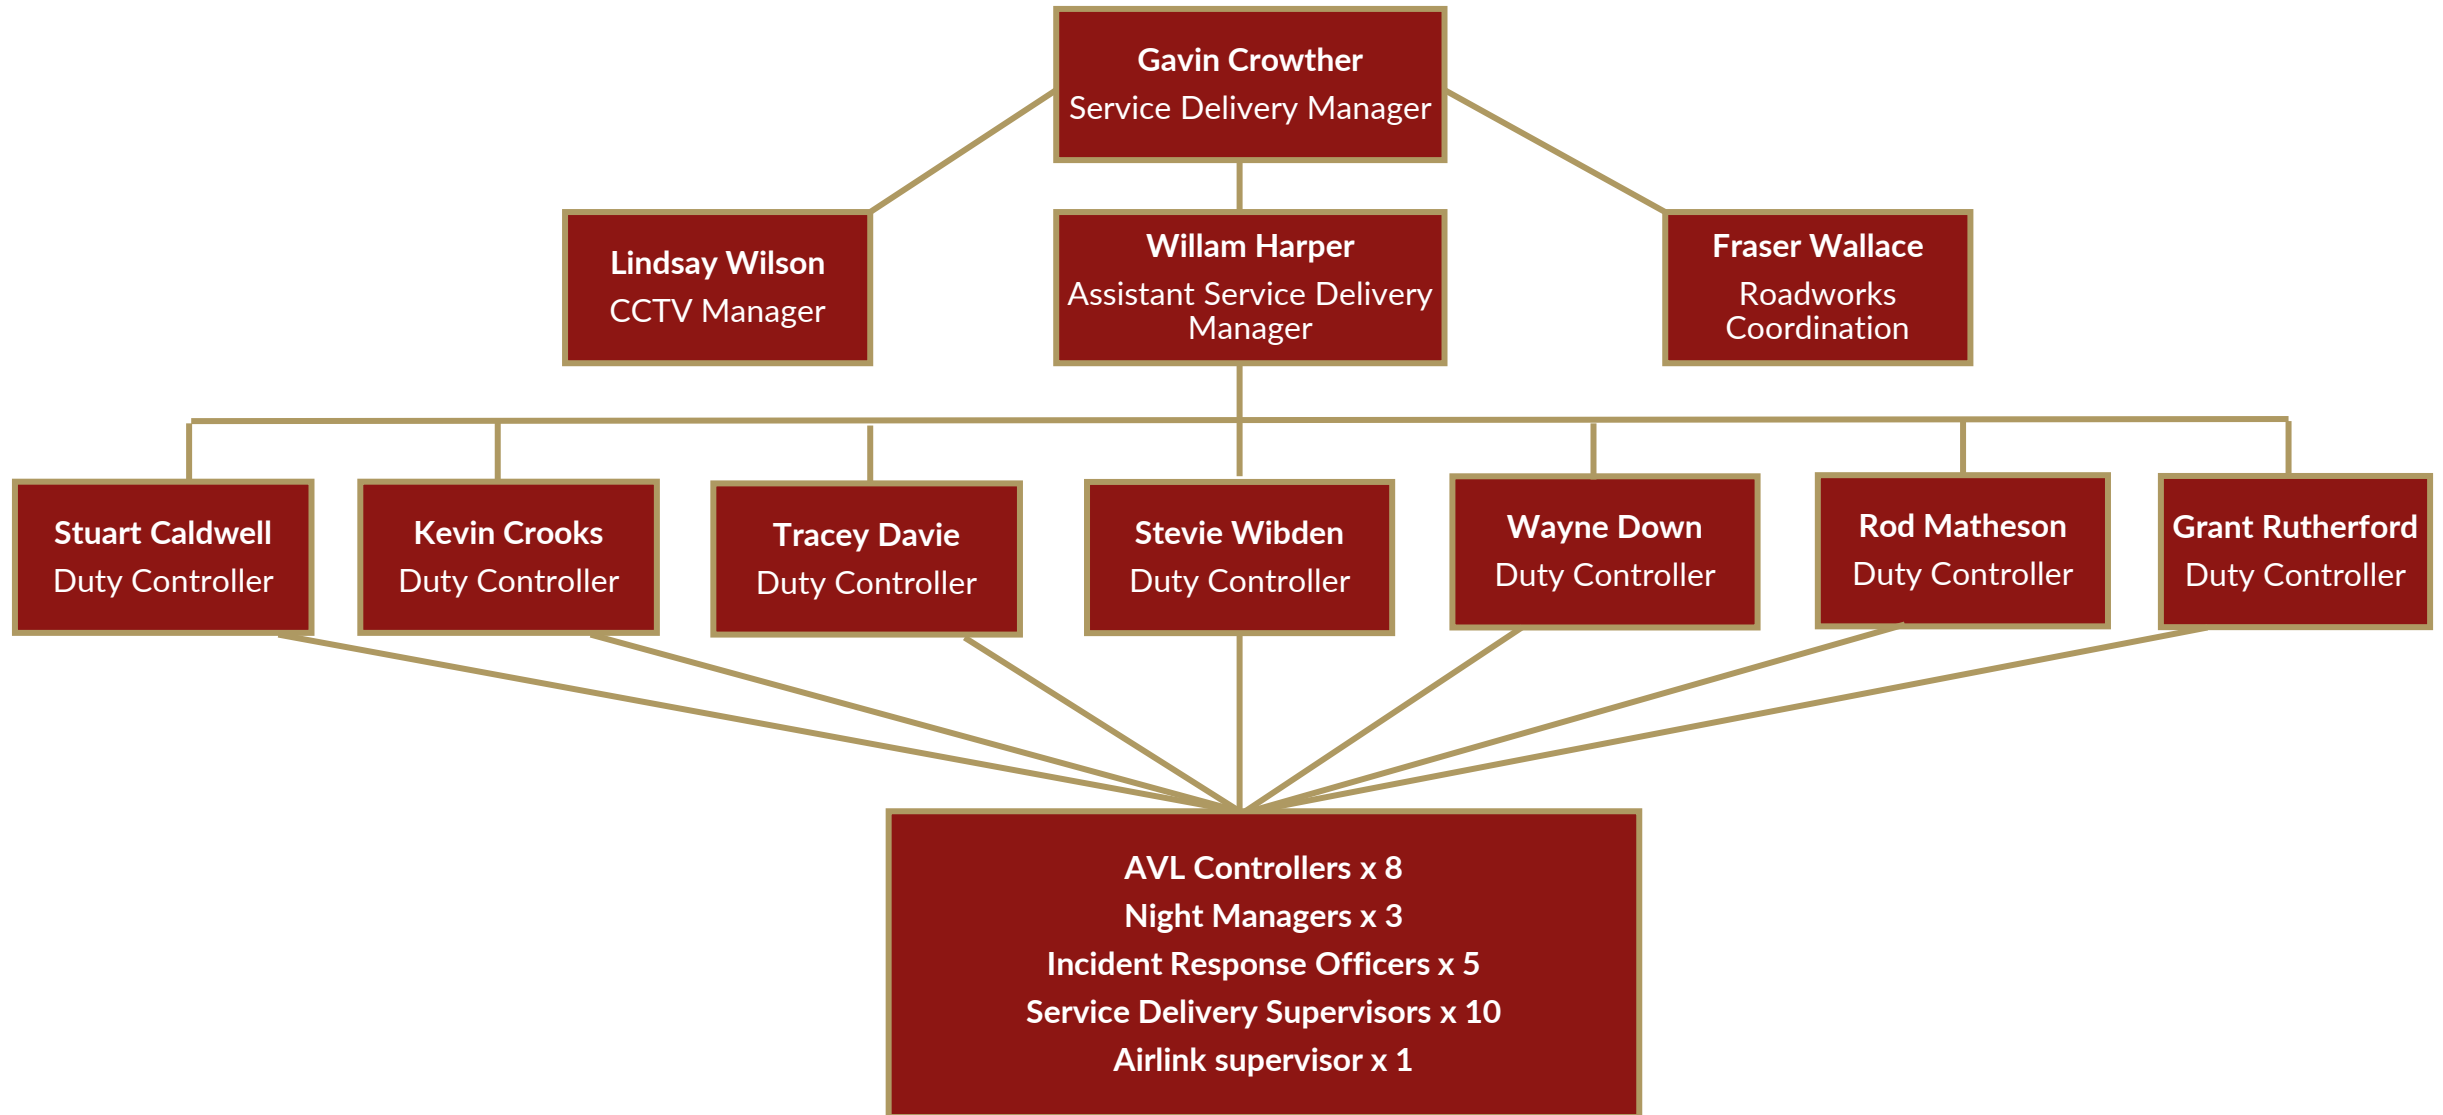 Gavin Crowther
Service Delivery Manager
Lindsay Wilson
CCTV Manager
Willam Harper
Assistant Service Delivery
Manager
Fraser Wallace
Roadworks
Coordination
Stuart Caldwell
Duty Controller
Kevin Crooks
Duty Controller
Tracey Davie
Duty Controller
Stevie Wibden
Duty Controller
Wayne Down
Duty Controller
Rod Matheson
Duty Controller
Grant Rutherford
Duty Controller
AVL Controllers x 8
Night Managers x 3
Incident Response Officers x 5
Service Delivery Supervisors x 10
Airlink supervisor x 1